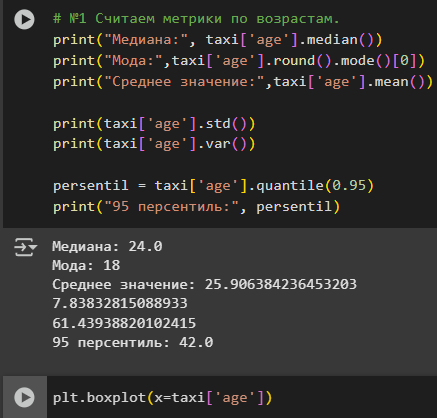 # №1 Считаем метрики по возрастам.
print("Медиана:", taxi['age'].median())
print("Мода:",taxi['age'].round().mode()[0])
print("Среднее значение:",taxi['age'].mean())
print(taxi['age'].std())
print(taxi['age'].var())
persentil = taxi['age'].quantile(0.95)
print("95 персентиль:", persentil)
Медиана: 24.0
Мода: 18
Среднее значение: 25.906384236453203
7.83832815088933
61.43938820102415
95 персентиль: 42.0
plt.boxplot(x=taxi['age'])